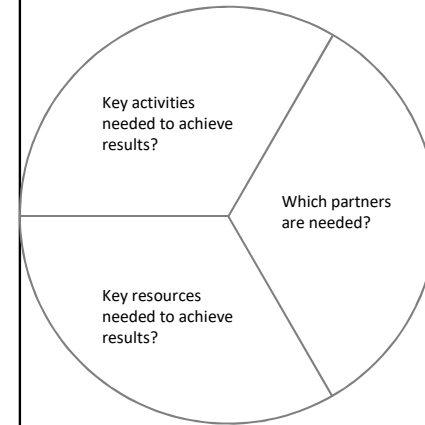 Key activities
needed to achieve
results?
Which partners
are needed?
Key resources
needed to achieve
results?